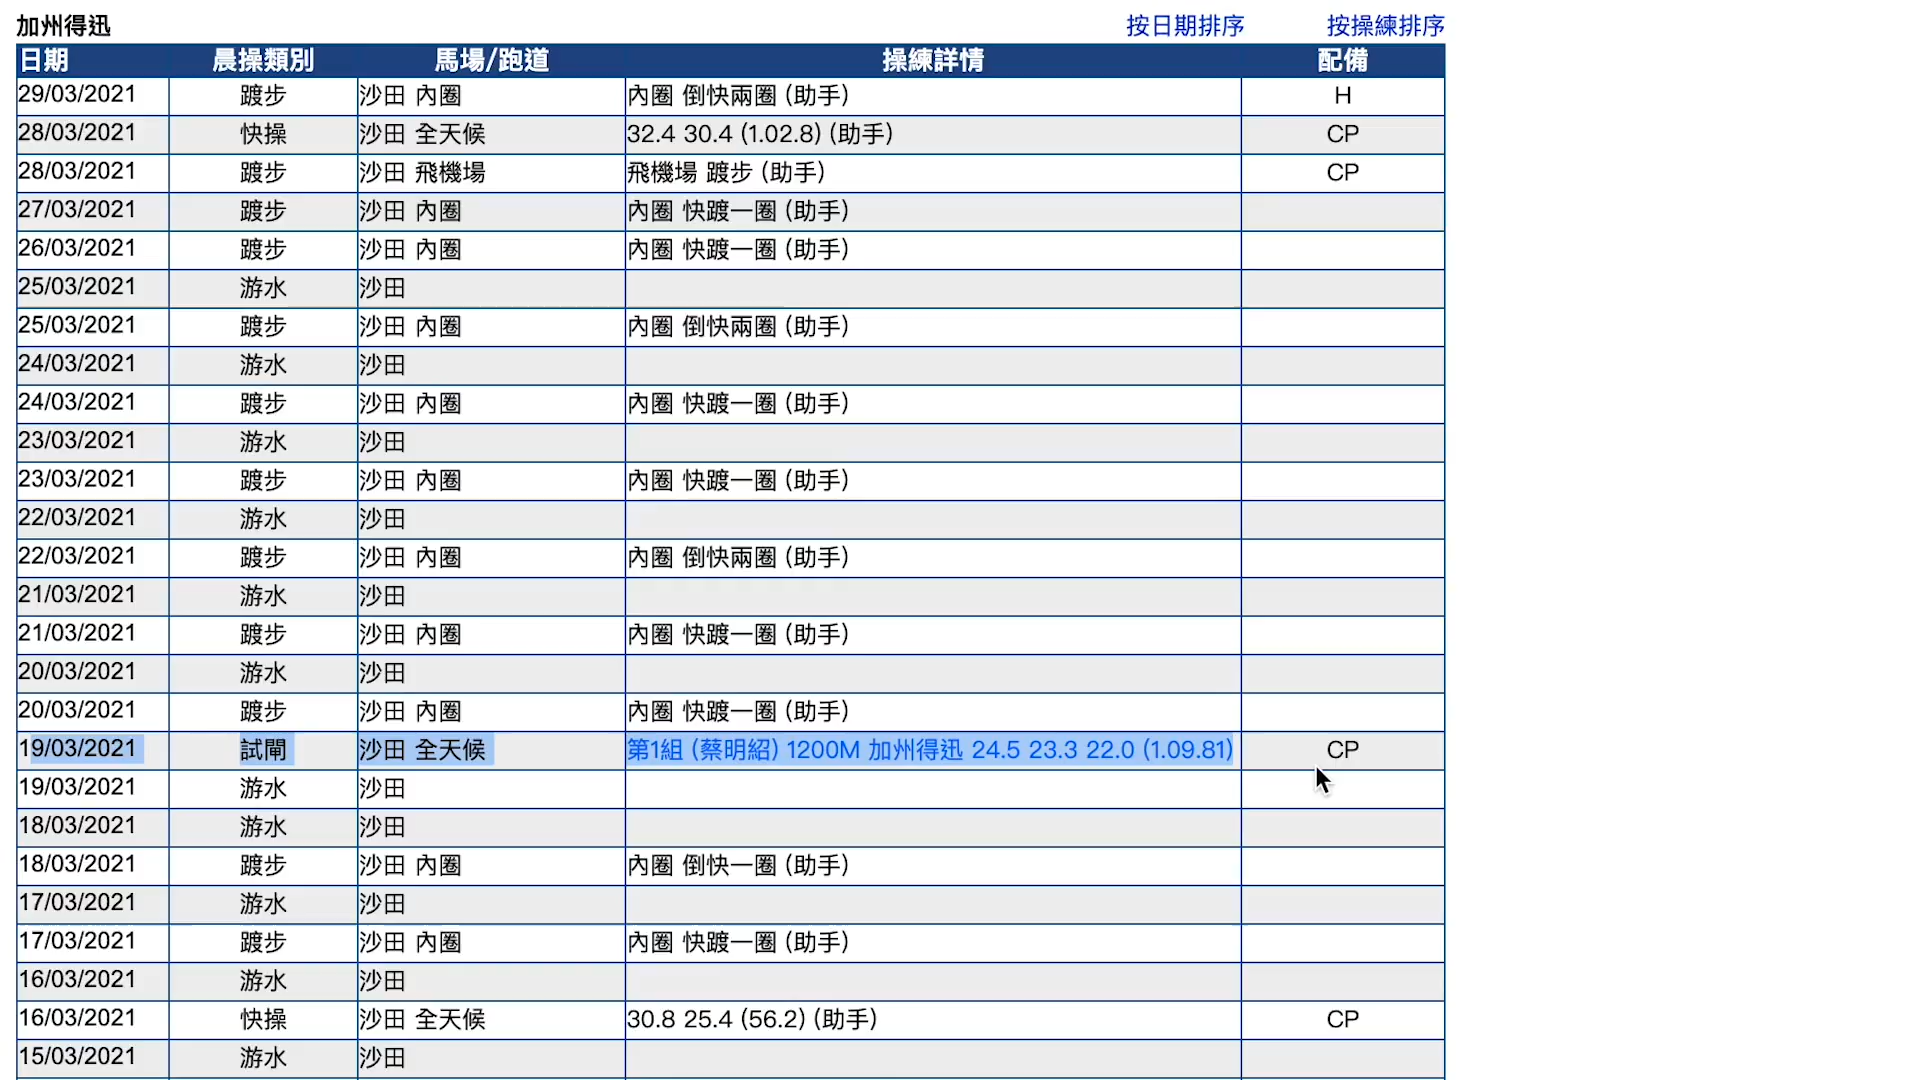 加州得迅 按日期排序 按操練排序
日期 晨操類別 馬場/跑道 操練詳情 配備
29/03/2021 踱步 沙田 內圈 內圈 倒快兩圈 (助手) H
28/03/2021 快操 沙田 全天候 32.4 30.4 (1.02.8) (助手) CP
28/03/2021 踱步 沙田 飛機場 飛機場 踱步 (助手) CP
27/03/2021 踱步 沙田 內圈 內圈 快踱一圈 (助手)
26/03/2021 踱步 沙田 內圈 內圈 快踱一圈 (助手)
25/03/2021 游水 沙田
25/03/2021 踱步 沙田 內圈 內圈 倒快兩圈 (助手)
24/03/2021 游水 沙田
24/03/2021 踱步 沙田 內圈 內圈 快踱一圈 (助手)
23/03/2021 游水 沙田
23/03/2021 踱步 沙田 內圈 內圈 快踱一圈 (助手)
22/03/2021 游水 沙田
22/03/2021 踱步 沙田 內圈 內圈 倒快兩圈 (助手)
21/03/2021 游水 沙田
21/03/2021 踱步 沙田 內圈 內圈 快踱一圈 (助手)
20/03/2021 游水 沙田
20/03/2021 踱步 沙田 內圈 內圈 快踱一圈 (助手)
19/03/2021 試閘 沙田 全天候 第1組 (蔡明紹) 1200M 加州得迅 24.5 23.3 22.0 (1.09.81) CP
19/03/2021 游水 沙田
18/03/2021 游水 沙田
18/03/2021 踱步 沙田 內圈 內圈 倒快一圈 (助手)
17/03/2021 游水 沙田
17/03/2021 踱步 沙田 內圈 內圈 快踱一圈 (助手)
16/03/2021 游水 沙田
16/03/2021 快操 沙田 全天候 30.8 25.4 (56.2) (助手) CP
15/03/2021 游水 沙田